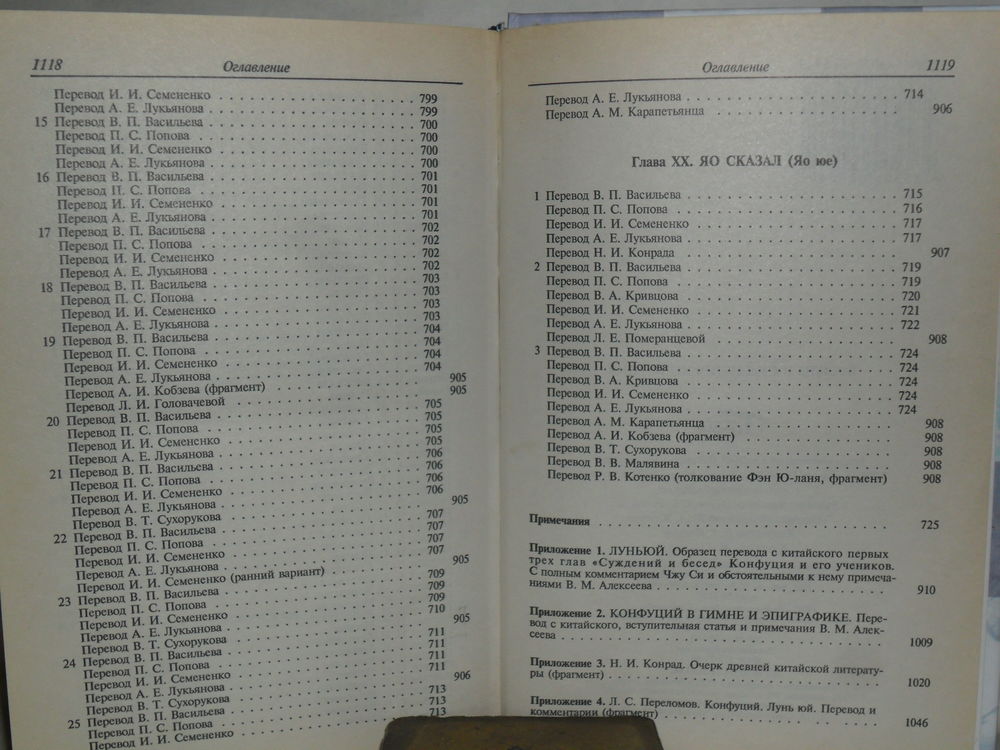 1118 Оглавление
Перевод И. И. Семененко . . . 799
Перевод А. Е. Лукьянова . . . 799
15 Перевод В. П. Васильева . . . 700
Перевод П. С. Попова . . . 700
Перевод И. И. Семененко . . . 700
Перевод А. Е. Лукьянова . . . 700
16 Перевод В. П. Васильева . . . 701
Перевод П. С. Попова . . . 701
Перевод И. И. Семененко . . . 701
Перевод А. Е. Лукьянова . . . 701
17 Перевод В. П. Васильева . . . 702
Перевод П. С. Попова . . . 702
Перевод И. И. Семененко . . . 702
Перевод А. Е. Лукьянова . . . 702
18 Перевод В. П. Васильева . . . 703
Перевод П. С. Попова . . . 703
Перевод И. И. Семененко . . . 703
Перевод А. Е. Лукьянова . . . 703
19 Перевод В. П. Васильева . . . 704
Перевод П. С. Попова . . . 704
Перевод И. И. Семененко . . . 704
Перевод А. Е. Лукьянова . . . 704
Перевод А. И. Кобзева (фрагмент) . . . 905
Перевод Л. И. Головачевой . . . 905
20 Перевод В. П. Васильева . . . 705
Перевод П. С. Попова . . . 705
Перевод И. И. Семененко . . . 705
Перевод А. Е. Лукьянова . . . 705
21 Перевод В. П. Васильева . . . 706
Перевод П. С. Попова . . . 706
Перевод И. И. Семененко . . . 706
Перевод А. Е. Лукьянова . . . 706
Перевод В. Т. Сухорукова . . . 905
22 Перевод В. П. Васильева . . . 707
Перевод П. С. Попова . . . 707
Перевод И. И. Семененко . . . 707
Перевод А. Е. Лукьянова . . . 707
Перевод И. И. Семененко (ранний вариант) . . . 905
23 Перевод В. П. Васильева . . . 709
Перевод П. С. Попова . . . 709
Перевод И. И. Семененко . . . 709
Перевод А. Е. Лукьянова . . . 710
Перевод В. Т. Сухорукова . . . 905
24 Перевод В. П. Васильева . . . 711
Перевод П. С. Попова . . . 711
Перевод И. И. Семененко . . . 711
Перевод А. Е. Лукьянова . . . 711
Перевод В. Т. Сухорукова . . . 906
25 Перевод В. П. Васильева . . . 713
Перевод П. С. Попова . . . 713
Перевод И. И. Семененко . . . 713
Оглавление 1119
Перевод А. Е. Лукьянова . . . 714
Перевод А. М. Карапетьянца . . . 906
Глава XX. ЯО СКАЗАЛ (Яо юе)
1 Перевод В. П. Васильева . . . 715
Перевод П. С. Попова . . . 716
Перевод И. И. Семененко . . . 717
Перевод А. Е. Лукьянова . . . 717
Перевод Н. И. Конрада . . . 907
2 Перевод В. П. Васильева . . . 719
Перевод П. С. Попова . . . 719
Перевод В. А. Кривцова . . . 720
Перевод И. И. Семененко . . . 721
Перевод А. Е. Лукьянова . . . 722
Перевод Л. Е. Померанцевой . . . 908
3 Перевод В. П. Васильева . . . 724
Перевод П. С. Попова . . . 724
Перевод В. А. Кривцова . . . 724
Перевод И. И. Семененко . . . 724
Перевод А. Е. Лукьянова . . . 724
Перевод А. М. Карапетьянца . . . 908
Перевод А. И. Кобзева (фрагмент) . . . 908
Перевод В. Т. Сухорукова . . . 908
Перевод В. В. Малявина . . . 908
Перевод Р. В. Котенко (толкование Фэн Ю-ланя, фрагмент) 908
Примечания . . . 725
Приложение 1. ЛУНЬЮЙ. Образец перевода с китайского первых
трех глав «Суждений и бесед» Конфуция и его учеников.
С полным комментарием Чжу Си и обстоятельными к нему примеча-
ниями В. М. Алексеева . . . 910
Приложение 2. КОНФУЦИЙ В ГИМНЕ И ЭПИГРАФИКЕ. Пере-
вод с китайского, вступительная статья и примечания В. М. Алек-
сеева . . . 1009
Приложение 3. Н. И. Конрад. Очерк древней китайской литерату-
ры (фрагмент) . . . 1020
Приложение 4. Л. С. Переломов. Конфуций. Лунь юй. Перевод и
комментарии (фрагмент) . . . 1046